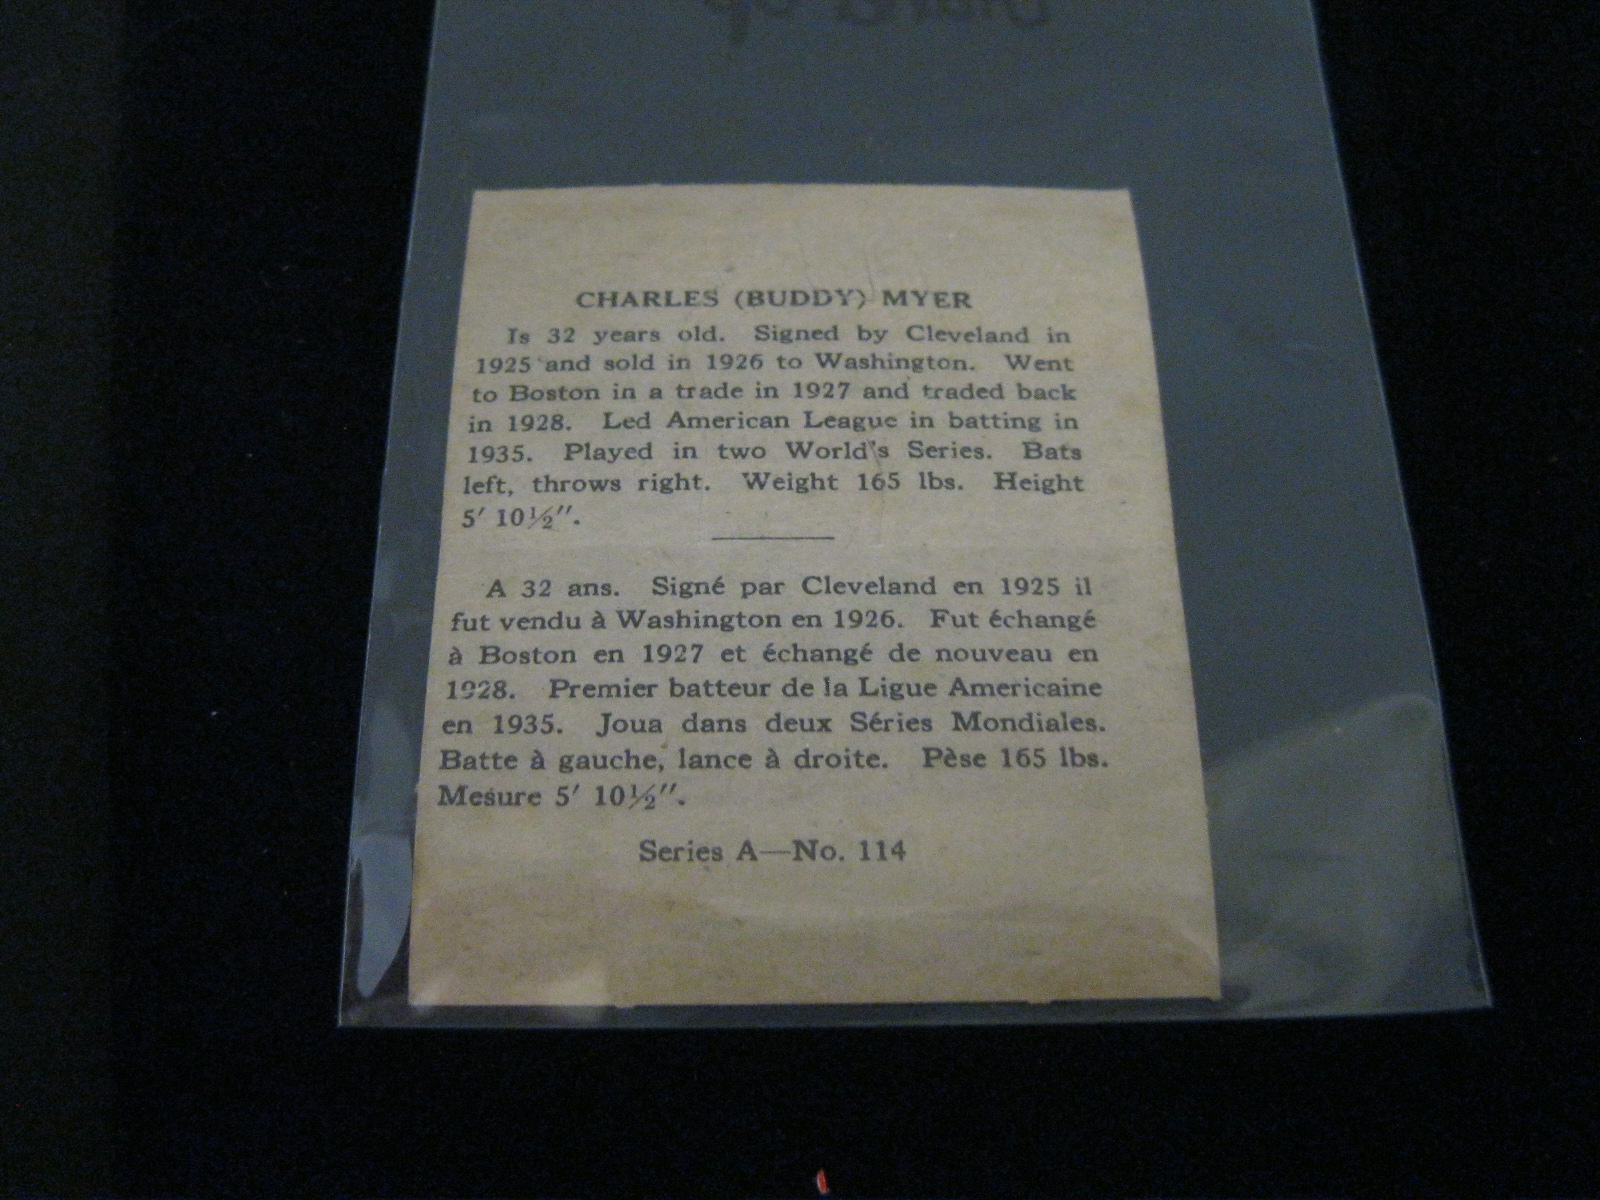 CHARLES (BUDDY) MYER
Is 32 years old. Signed by Cleveland in
1925 and sold in 1926 to Washington. Went
to Boston in a trade in 1927 and traded back
in 1928. Led American League in batting in
1935. Played in two World's Series. Bats
left, throws right. Weight 165 lbs. Height
5′ 10½″.
A 32 ans. Signé par Cleveland en 1925 il
fut vendu à Washington en 1926. Fut échangé
à Boston en 1927 et échangé de nouveau en
1928. Premier batteur de la Ligue Americaine
en 1935. Joua dans deux Séries Mondiales.
Batte à gauche, lance à droite. Pèse 165 lbs.
Mesure 5′ 10½″.
Series A—No. 114